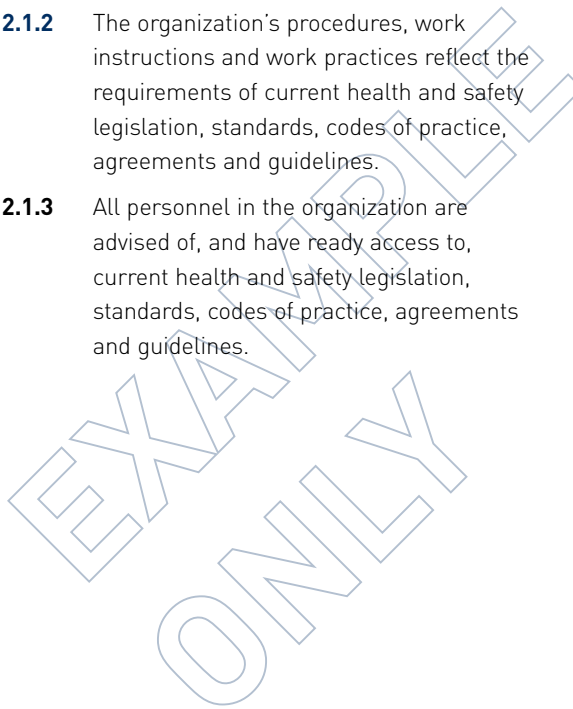 2.1.2 The organization's procedures, work
instructions and work practices reflect the
requirements of current health and safety
legislation, standards, codes of practice,
agreements and guidelines.
2.1.3 All personnel in the organization are
advised of, and have ready access to,
current health and safety legislation,
standards, codes of practice, agreements
and guidelines.
EXAMPLE
ONLY